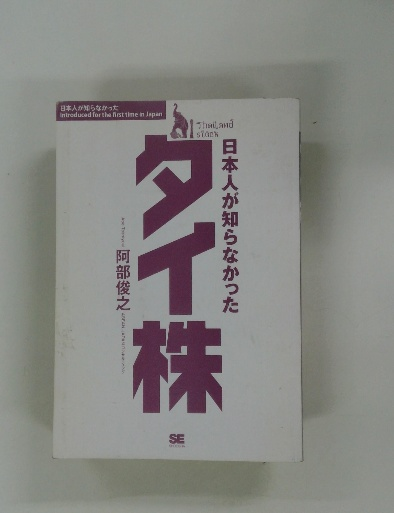 日本人が知らなかった
Introduced for the first time in Japan
Thailand
stock
日本人が知らなかった
タイ株
阿部俊之
SE